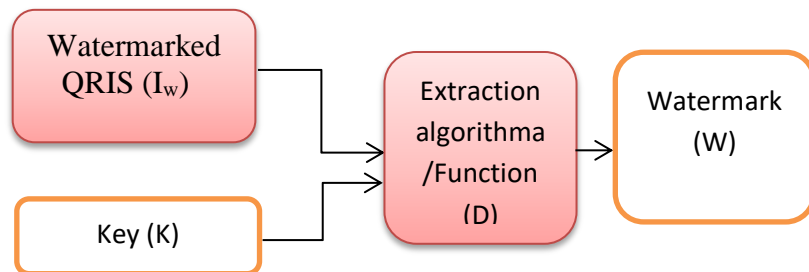 Watermarked
QRIS (Iw)
Key (K)
Extraction
algorithma
/Function
(D)
Watermark
(W)